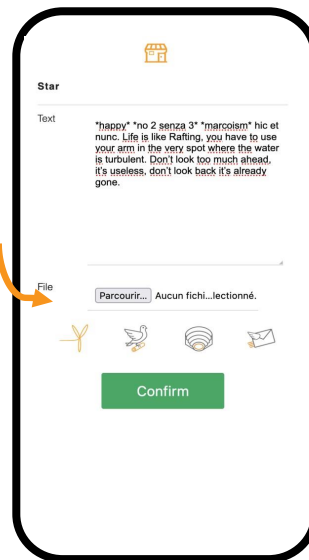 Star
Text
*happy* *no 2 senza 3* *marcoism* hic et
nunc. Life is like Rafting, you have to use
your arm in the very spot where the water
is turbulent. Don't look too much ahead,
it's useless, don't look back it's already
gone.
File
Parcourir... Aucun fichi...lectionné.
Confirm